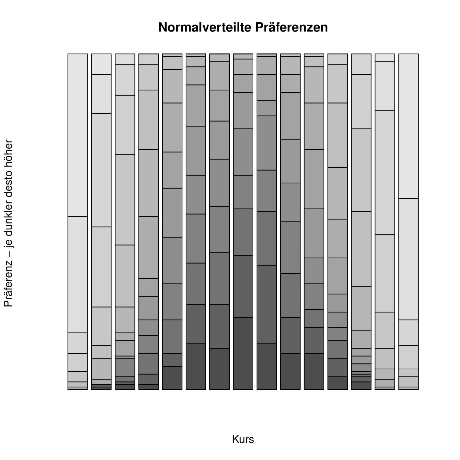 Normalverteilte Präferenzen
Präferenz – je dunkler desto höher
Kurs